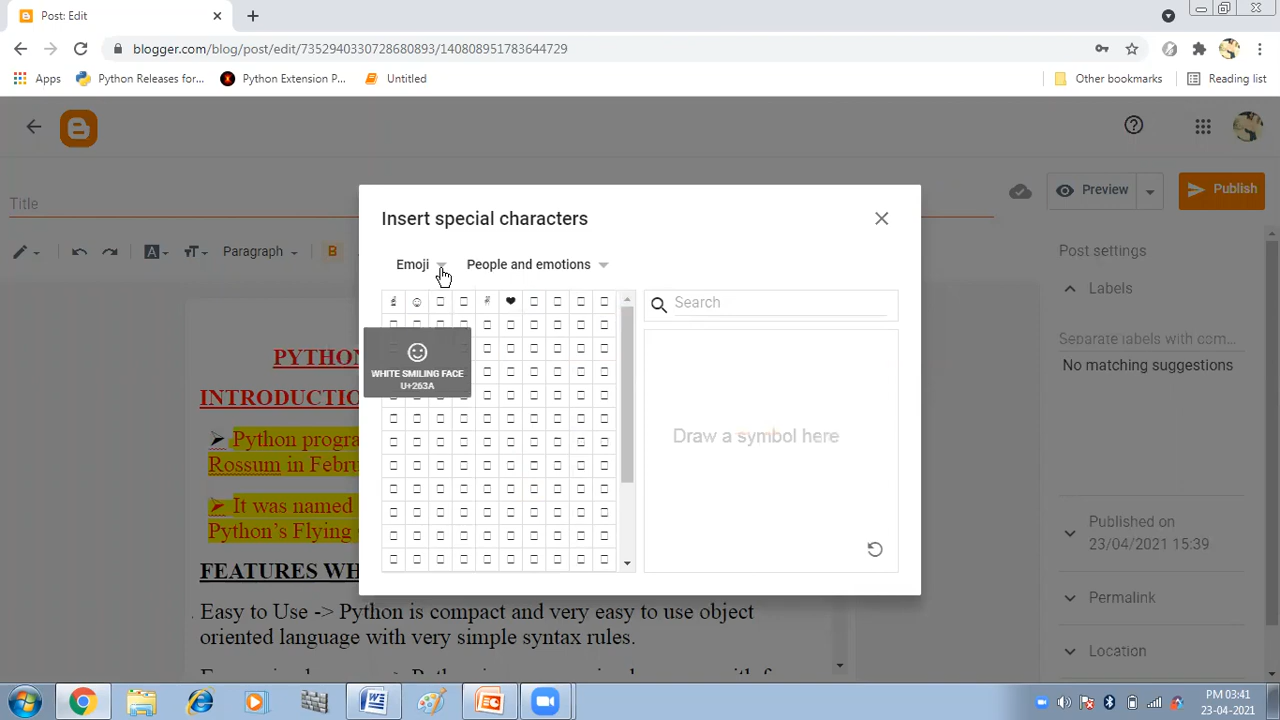 Post: Edit
blogger.com/blog/post/edit/7352940330728680893/140808951783644729
Apps
Python Releases for...
Python Extension P...
Untitled
Other bookmarks
Reading list
Title
Preview
Publish
Paragraph
B
Insert special characters
Emoji
People and emotions
Search
WHITE SMILING FACE
U+263A
Draw a symbol here
PYTHON
INTRODUCTIO
Python progra
Rossum in Febru
It was named
Python's Flying
FEATURES WH
Easy to Use -> Python is compact and very easy to use object
oriented language with very simple syntax rules.
Post settings
Labels
Separate labels with com...
No matching suggestions
Published on
23/04/2021 15:39
Permalink
Location
PM 03:41
23-04-2021